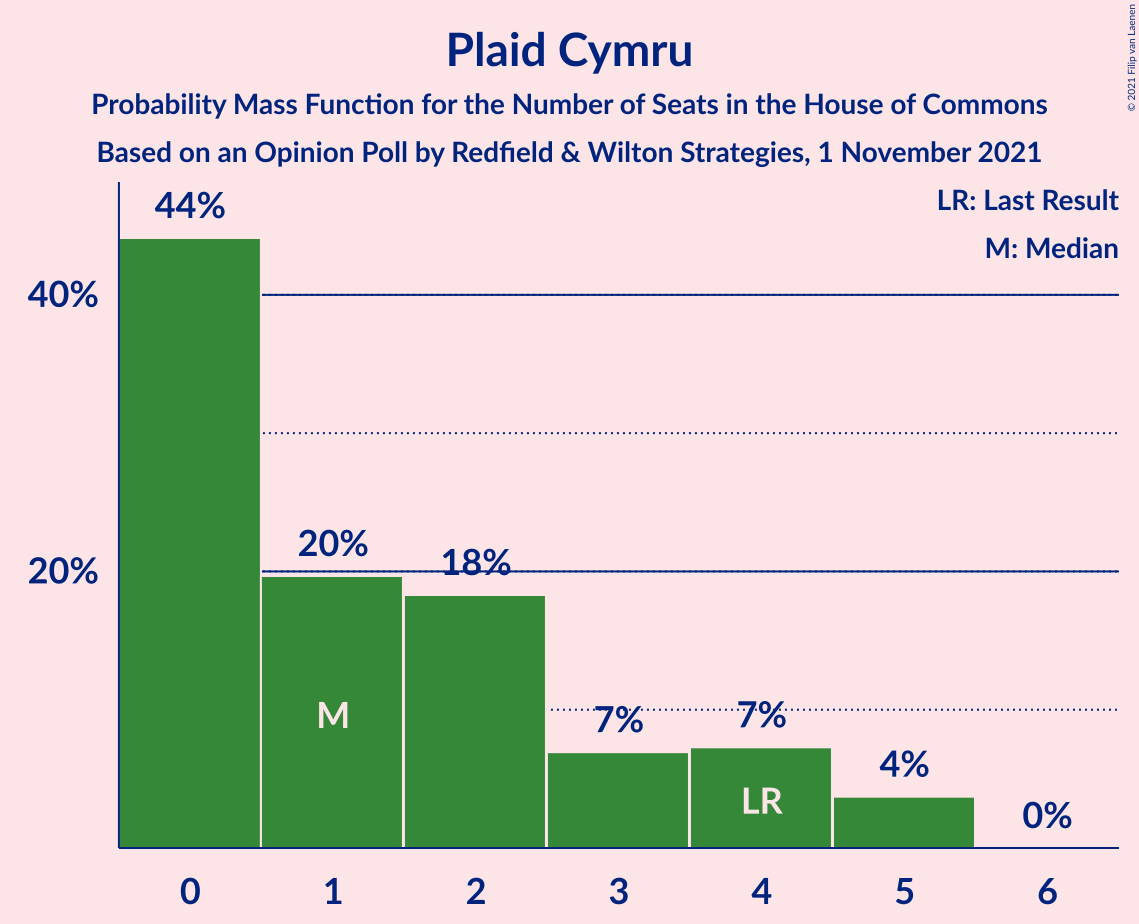 Plaid Cymru
Probability Mass Function for the Number of Seats in the House of Commons
Based on an Opinion Poll by Redfield & Wilton Strategies, 1 November 2021
© 2021 Filip van Laenen
LR: Last Result
M: Median
44%
40%
20%
18%
20%
7%
7%
4%
0%
M
LR
0 1 2 3 4 5 6